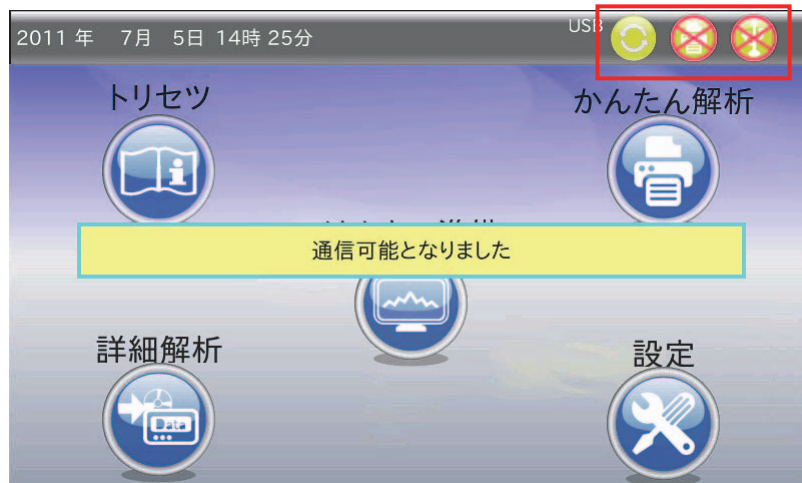 2011 年 7月 5日 14時 25分
USB
トリセツ
かんたん解析
通信可能となりました
Data
詳細解析
設定